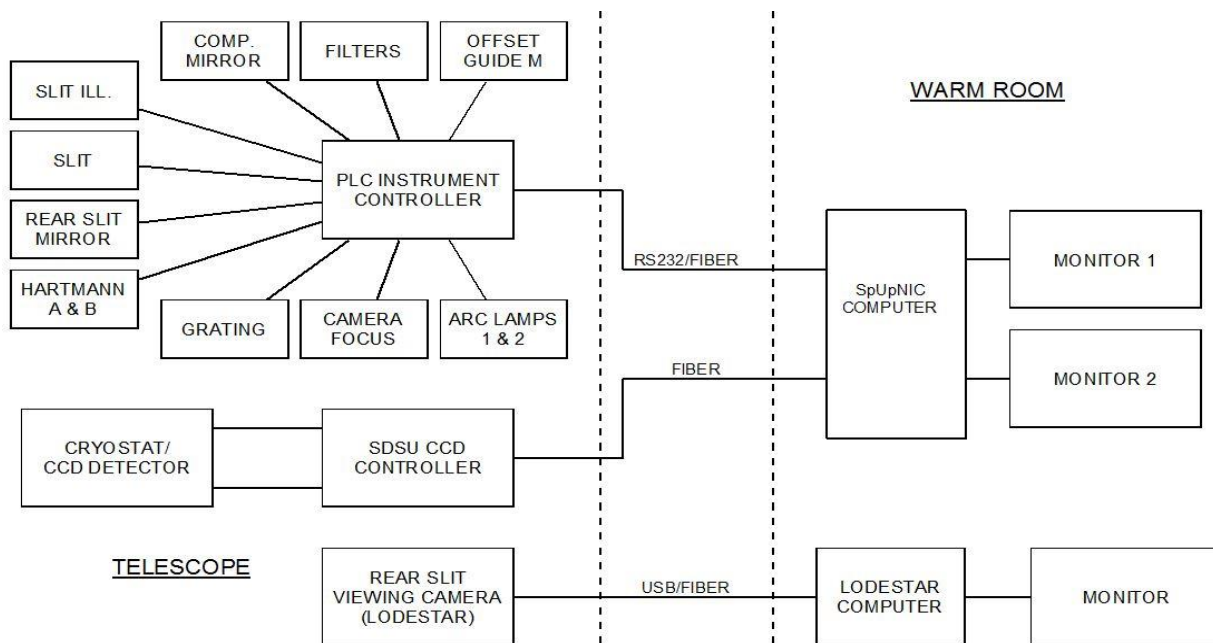 COMP.
MIRROR
FILTERS
OFFSET
GUIDE M
SLIT ILL.
WARM ROOM
SLIT
PLC INSTRUMENT
CONTROLLER
REAR SLIT
MIRROR
HARTMANN
A & B
GRATING
CAMERA
FOCUS
ARC LAMPS
1 & 2
RS232/FIBER
SpUpNIC
COMPUTER
MONITOR 1
FIBER
MONITOR 2
CRYOSTAT/
CCD DETECTOR
SDSU CCD
CONTROLLER
TELESCOPE
REAR SLIT
VIEWING CAMERA
(LODESTAR)
USB/FIBER
LODESTAR
COMPUTER
MONITOR